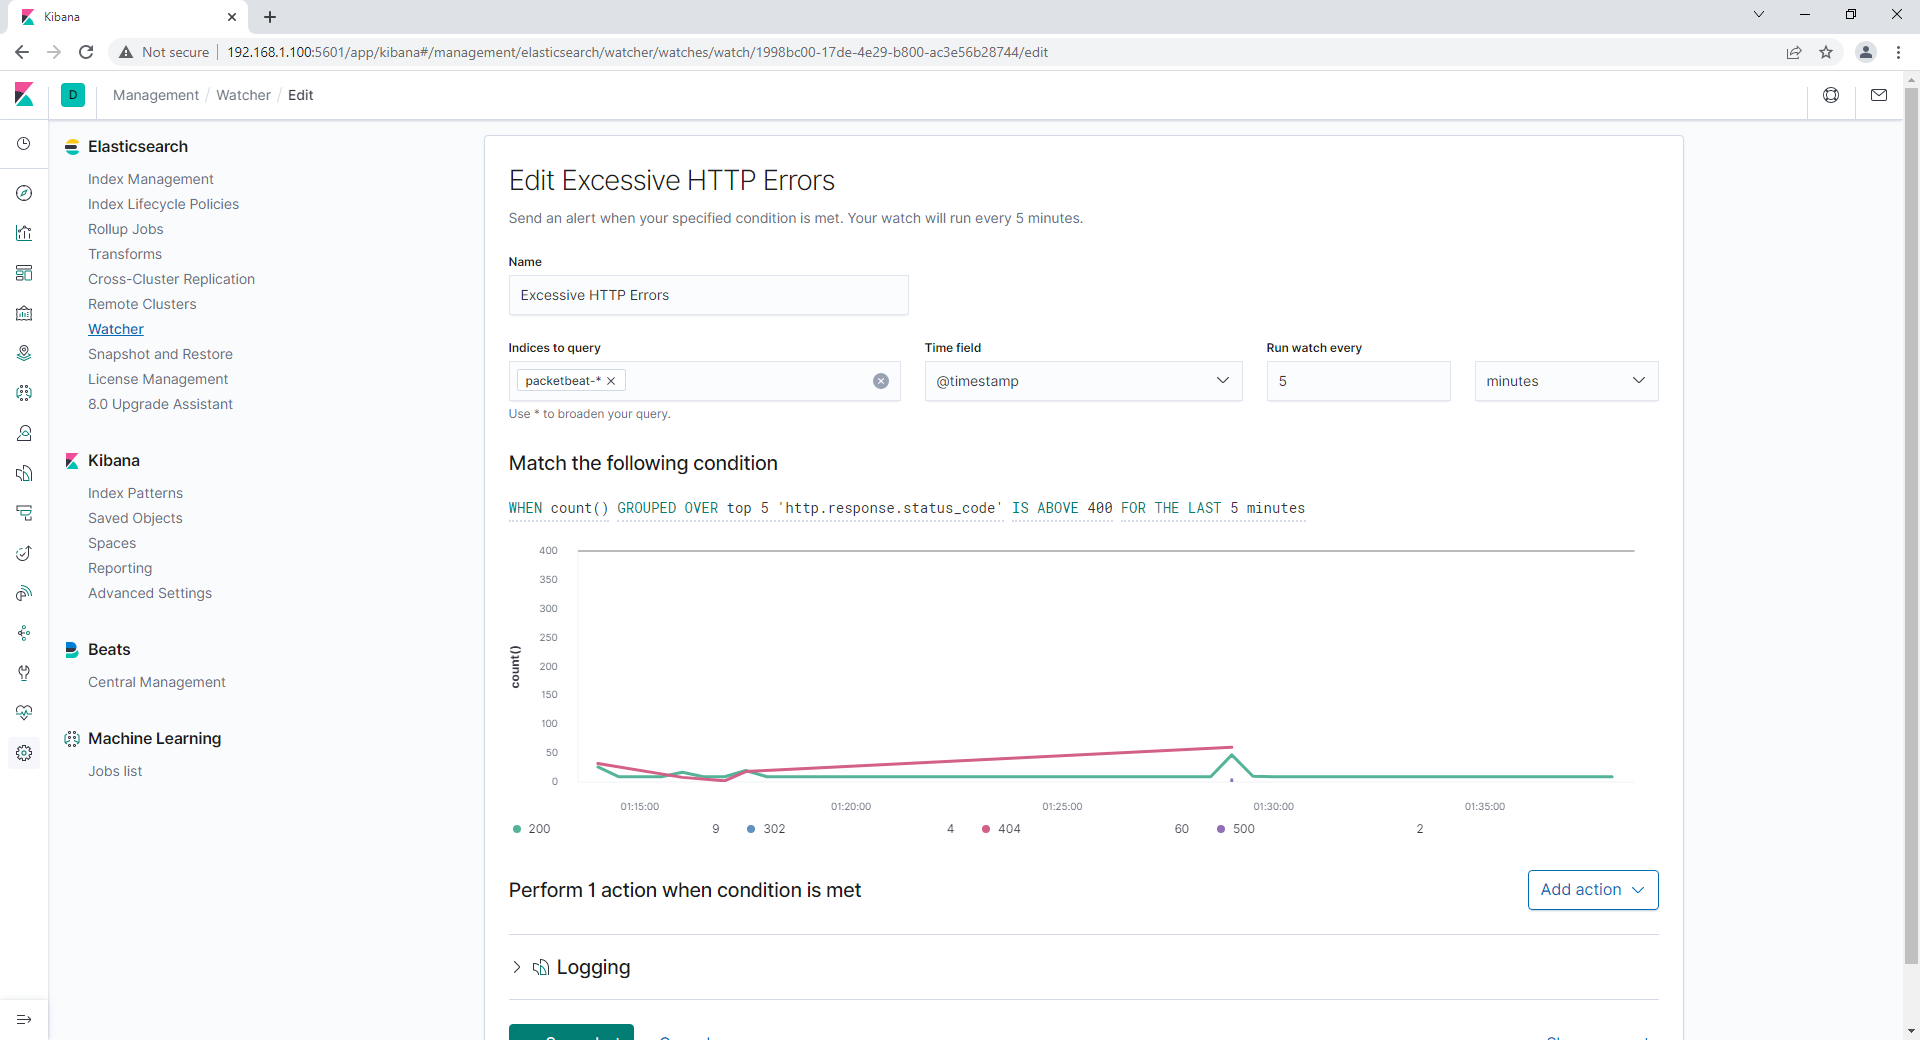 Kibana
Not secure
192.168.1.100:5601/app/kibana#/management/elasticsearch/watcher/watches/watch/1998bc00-17de-4e29-b800-ac3e56b28744/edit
D
Management / Watcher / Edit
Elasticsearch
Index Management
Index Lifecycle Policies
Rollup Jobs
Transforms
Cross-Cluster Replication
Remote Clusters
Watcher
Snapshot and Restore
License Management
8.0 Upgrade Assistant
Kibana
Index Patterns
Saved Objects
Spaces
Reporting
Advanced Settings
Beats
Central Management
Machine Learning
Jobs list
Edit Excessive HTTP Errors
Send an alert when your specified condition is met. Your watch will run every 5 minutes.
Name
Excessive HTTP Errors
Indices to query
Time field
Run watch every
packetbeat-*
@timestamp
5
minutes
Use * to broaden your query.
Match the following condition
WHEN count() GROUPED OVER top 5 'http.response.status_code' IS ABOVE 400 FOR THE LAST 5 minutes
count()
400
350
300
250
200
150
100
50
0
01:15:00 01:20:00 01:25:00 01:30:00 01:35:00
200 9 302 4 404 60 500 2
Perform 1 action when condition is met
Add action
Logging